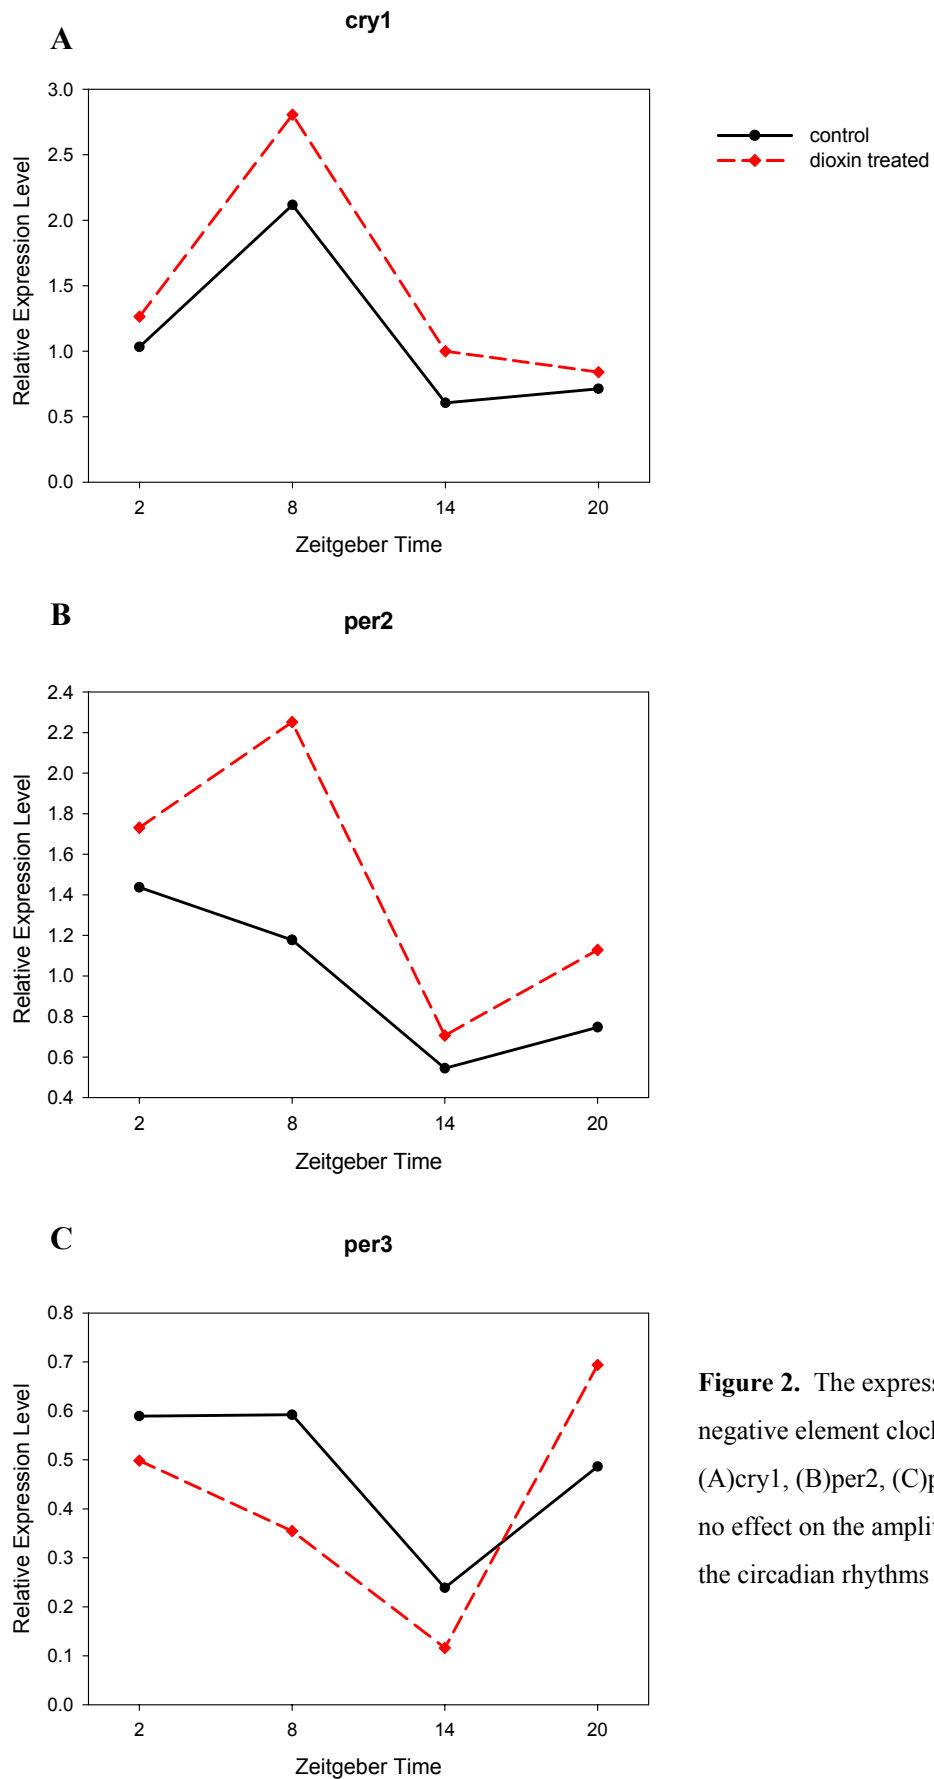 A
cry1
3.0
2.5
2.0
1.5
1.0
0.5
0.0
Relative Expression Level
2 8 14 20
Zeitgeber Time
control
dioxin treated
B
per2
2.4
2.2
2.0
1.8
1.6
1.4
1.2
1.0
0.8
0.6
0.4
Relative Expression Level
2 8 14 20
Zeitgeber Time
C
per3
0.8
0.7
0.6
0.5
0.4
0.3
0.2
0.1
0.0
Relative Expression Level
2 8 14 20
Zeitgeber Time
Figure 2. The express
negative element clock
(A)cry1, (B)per2, (C)p
no effect on the amplit
the circadian rhythms